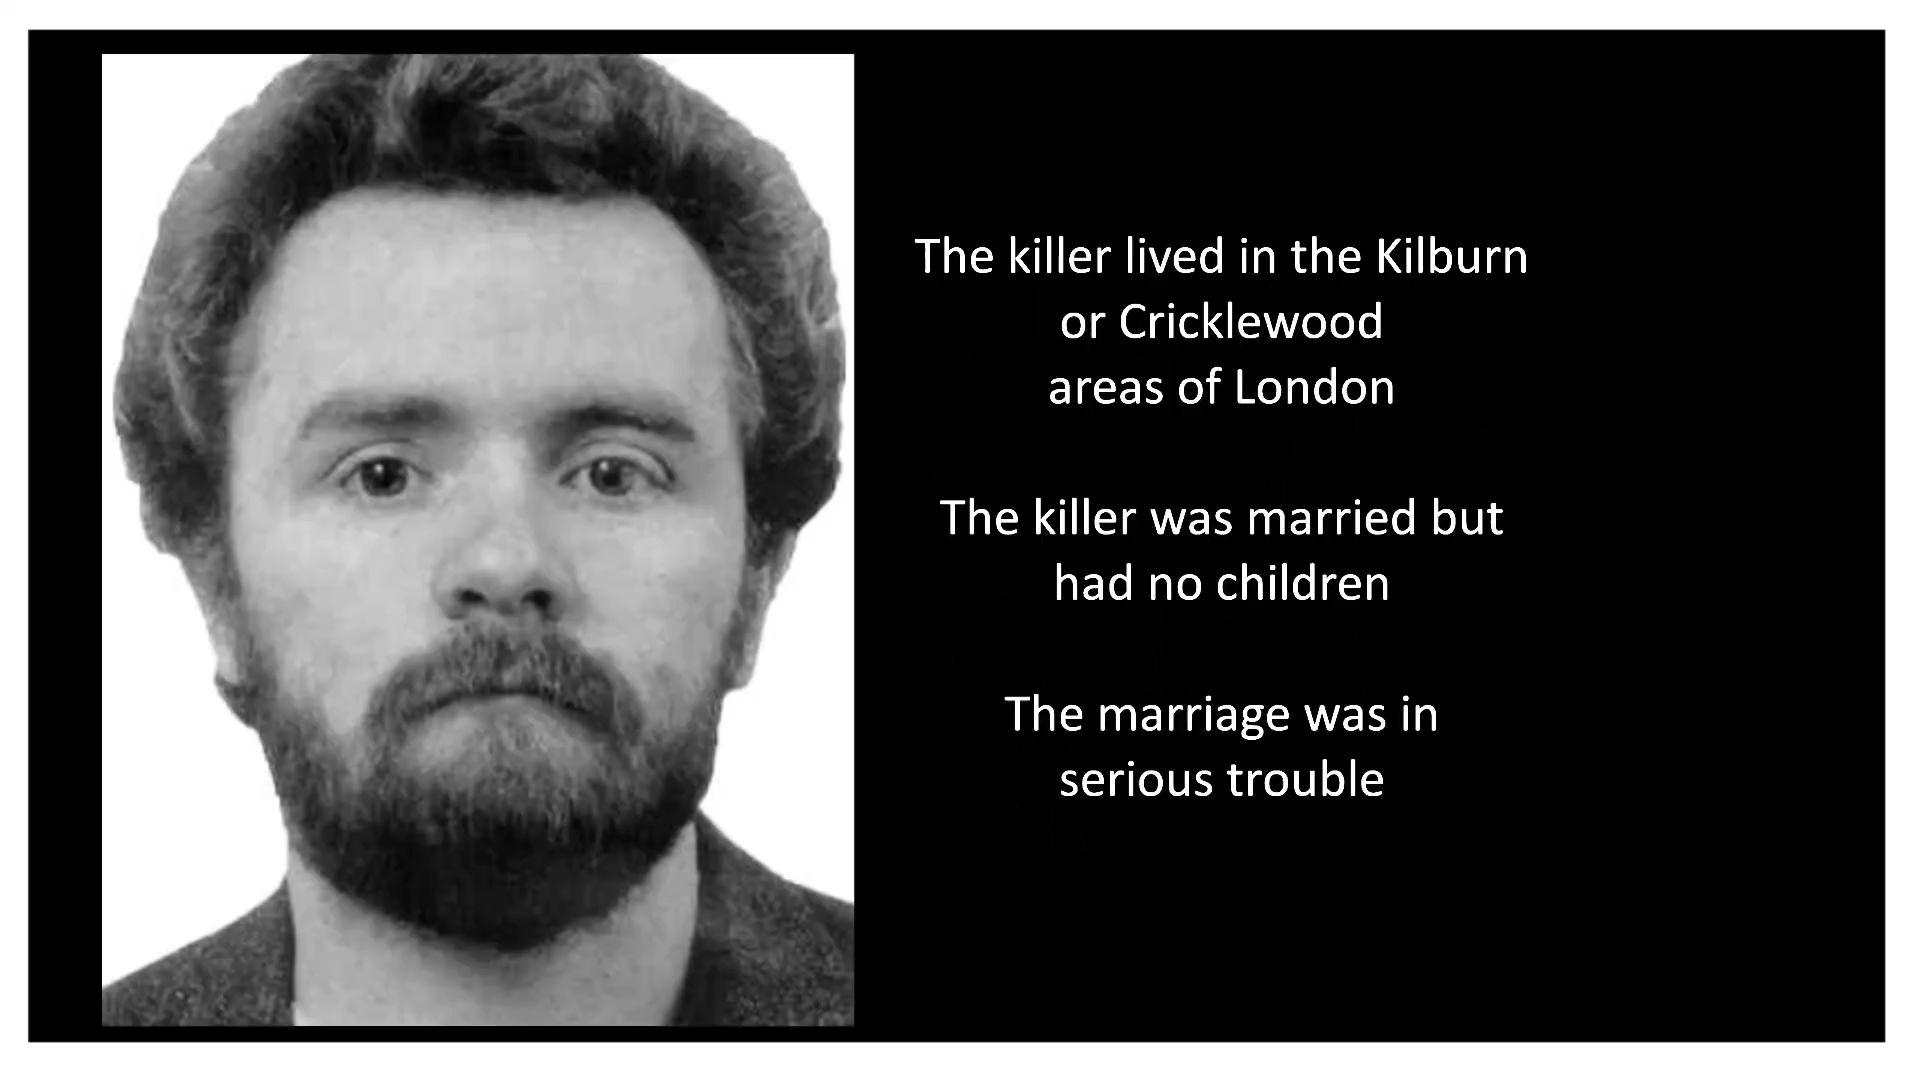 The killer lived in the Kilburn
or Cricklewood
areas of London
The killer was married but
had no children
The marriage was in
serious trouble